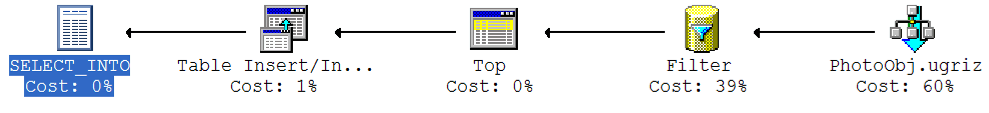 SELECT_INTO
Cost: 0%
Table Insert/In...
Cost: 1%
Top
Cost: 0%
Filter
Cost: 39%
PhotoObj.ugriz
Cost: 60%